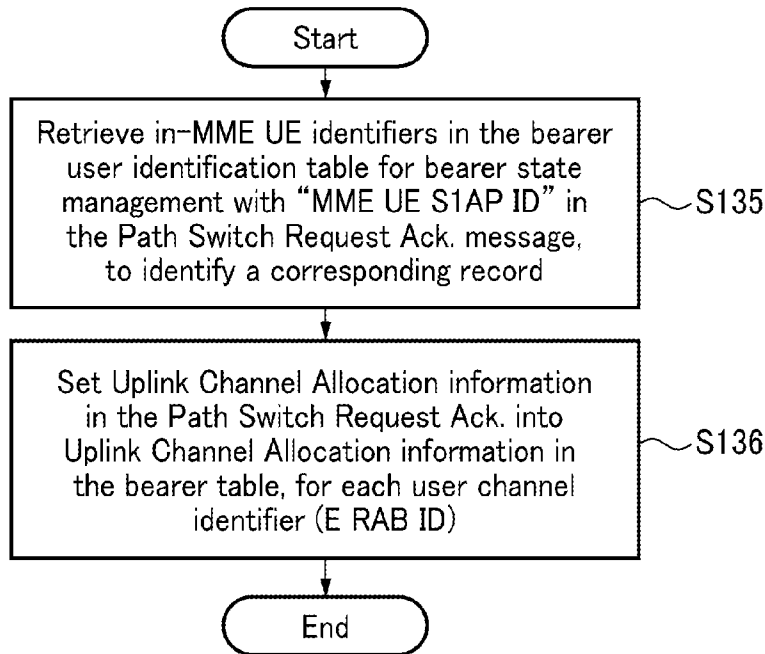 Start
Retrieve in-MME UE identifiers in the bearer
user identification table for bearer state
management with “MME UE S1AP ID” in
the Path Switch Request Ack. message,
to identify a corresponding record
S135
Set Uplink Channel Allocation information
in the Path Switch Request Ack. into
Uplink Channel Allocation information in
the bearer table, for each user channel
identifier (E RAB ID)
S136
End